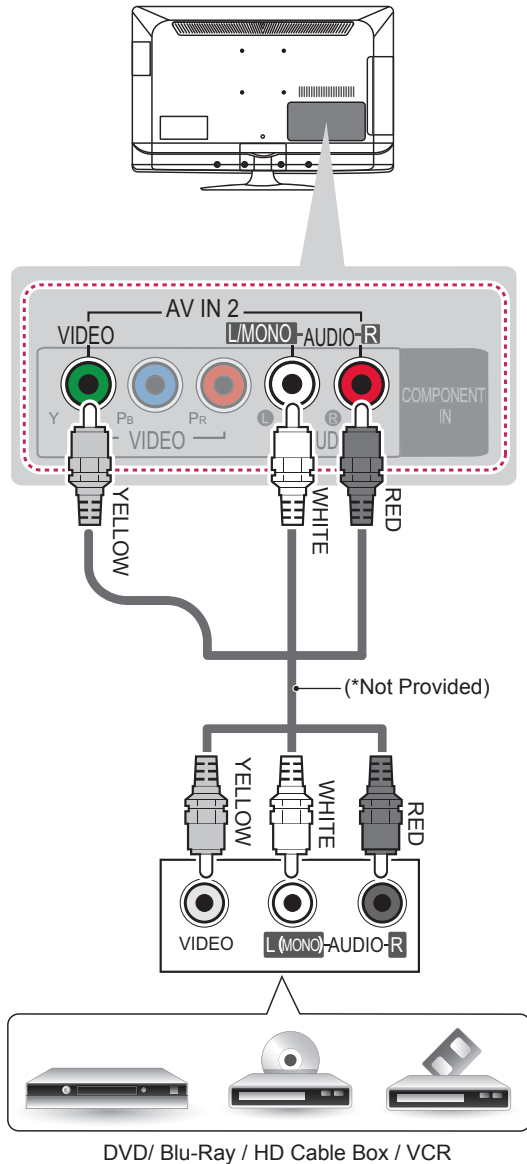 AV IN 2
VIDEO
L/MONO AUDIO R
Y PB PR L R
VIDEO
UD
COMPONENT
IN
YELLOW
WHITE
RED
(*Not Provided)
YELLOW
WHITE
RED
VIDEO
L (MONO)-AUDIO-R
DVD/ Blu-Ray / HD Cable Box / VCR